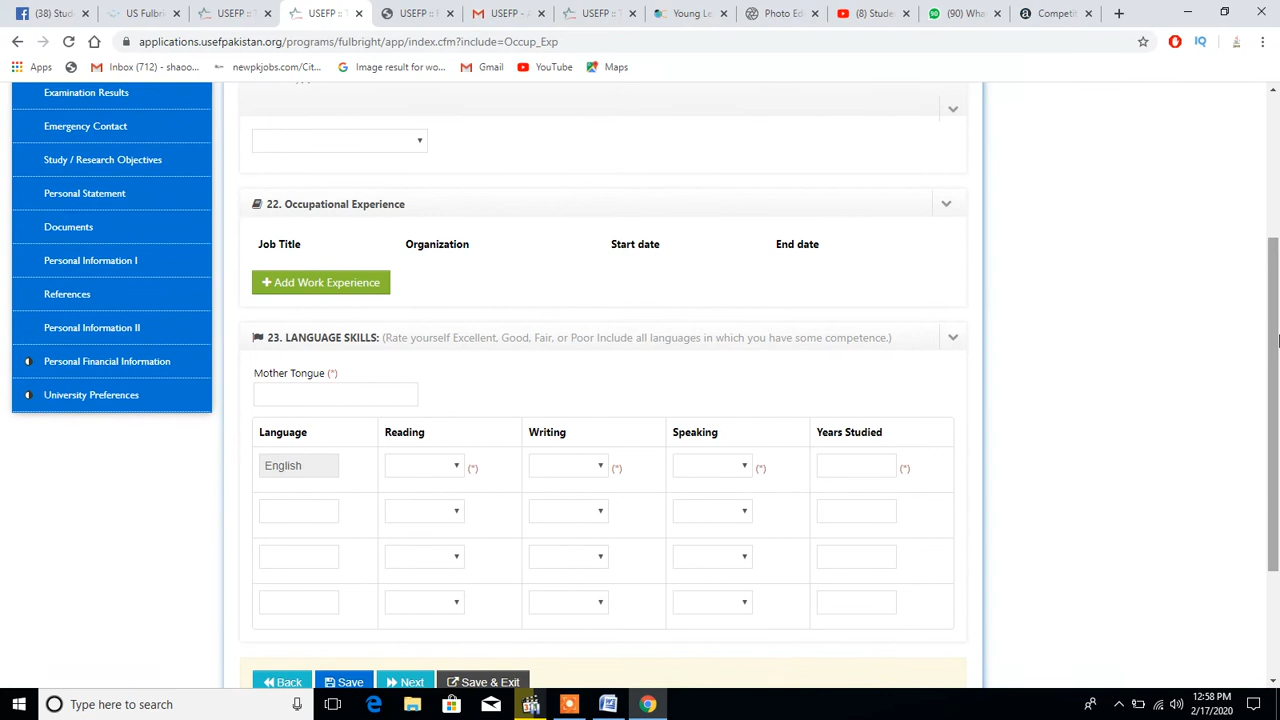 (38) Stud
US Fulbri
USEFP :: T
USEFP :: T
USEFP :: H
USEFP - A
USEFP :: T
Young Le
Photo Ed
(8) Stude
(90) Wha
Competit
applications.usefpakistan.org/programs/fulbright/app/index.cfm?include=Occup_Exp
Apps
Inbox (712) - shaoo...
newpkjobs.com/Cit...
Image result for wo...
Gmail
YouTube
Maps
Examination Results
Emergency Contact
Study / Research Objectives
Personal Statement
Documents
Personal Information I
References
Personal Information II
Personal Financial Information
University Preferences
22. Occupational Experience
Job Title Organization Start date End date
+ Add Work Experience
23. LANGUAGE SKILLS: (Rate yourself Excellent, Good, Fair, or Poor Include all languages in which you have some competence.)
Mother Tongue (*)
Language Reading Writing Speaking Years Studied
English (*) (*) (*) (*)
Back Save Next Save & Exit
Type here to search
12:58 PM
2/17/2020